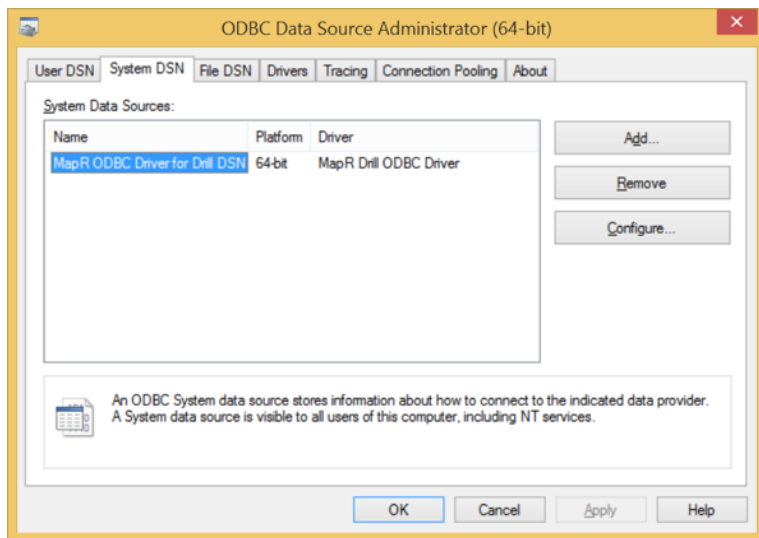 ODBC Data Source Administrator (64-bit)
User DSN System DSN File DSN Drivers Tracing Connection Pooling About
System Data Sources:
Name Platform Driver
MapR ODBC Driver for Drill DSN 64-bit MapR Drill ODBC Driver
Add...
Remove
Configure...
An ODBC System data source stores information about how to connect to the indicated data provider.
A System data source is visible to all users of this computer, including NT services.
OK Cancel Apply Help